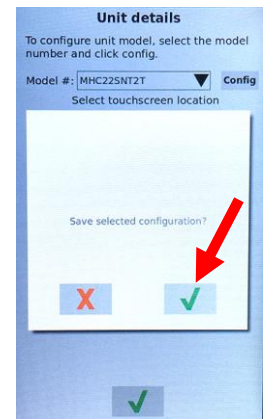 Unit details
To configure unit model, select the model
number and click config.
Model #: MHC22SNT2T Config
Select touchscreen location
Save selected configuration?